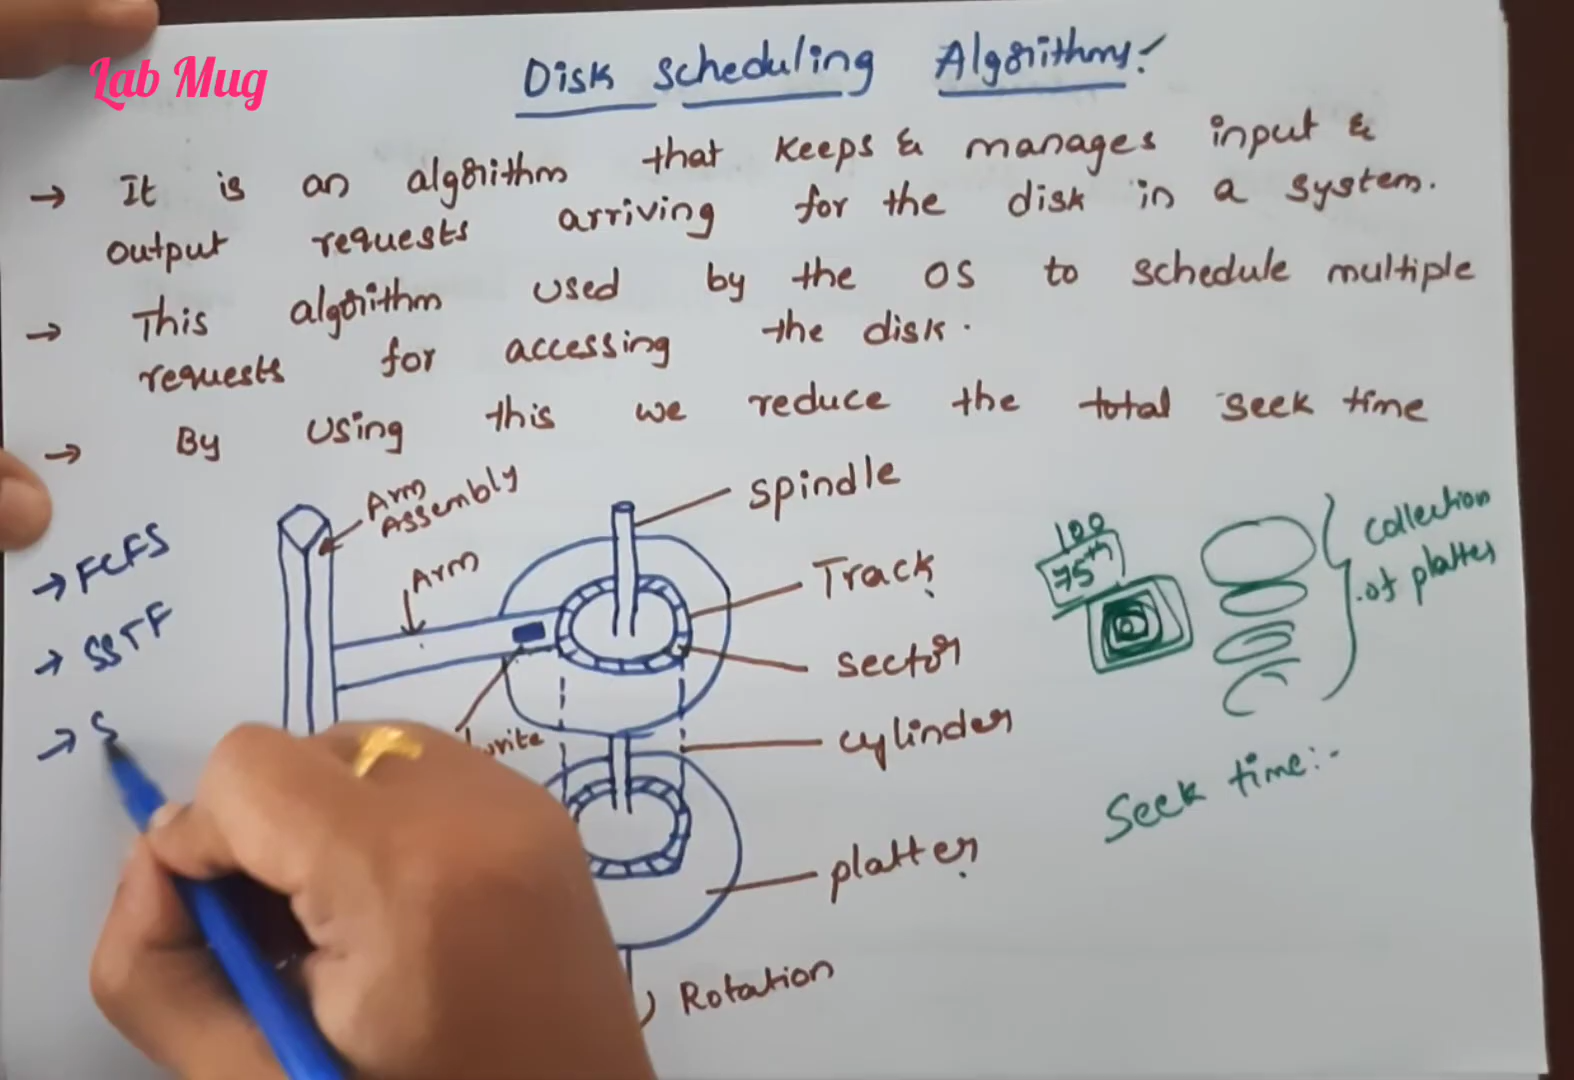 Lab Mug
Disk Scheduling Algorithms:
→ It is an algorithm that keeps & manages input &
output requests arriving for the disk in a system.
→ This algorithm used by the OS to schedule multiple
requests for accessing the disk.
→ By using this we reduce the total seek time
→ FCFS
→ SSTF
→ S
Arm
Assembly
Arm
write
Spindle
Track
Sector
cylinder
platter
Rotation
100
75th
collection
of platter
Seek time:-